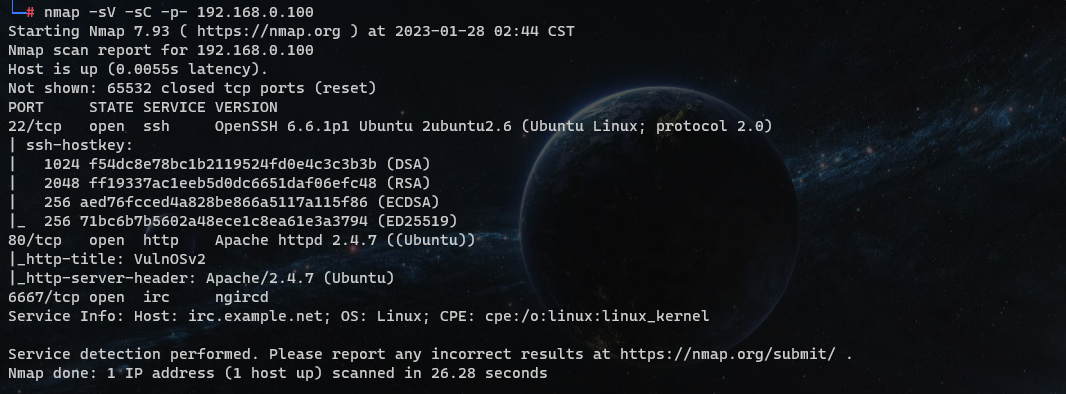 └─# nmap -sV -sC -p- 192.168.0.100
Starting Nmap 7.93 ( https://nmap.org ) at 2023-01-28 02:44 CST
Nmap scan report for 192.168.0.100
Host is up (0.0055s latency).
Not shown: 65532 closed tcp ports (reset)
PORT     STATE SERVICE VERSION
22/tcp   open  ssh     OpenSSH 6.6.1p1 Ubuntu 2ubuntu2.6 (Ubuntu Linux; protocol 2.0)
| ssh-hostkey:
|   1024 f54dc8e78bc1b2119524fd0e4c3c3b3b (DSA)
|   2048 ff19337ac1eeb5d0dc6651daf06efc48 (RSA)
|   256 aed76fcced4a828be866a5117a115f86 (ECDSA)
|_  256 71bc6b7b5602a48ece1c8ea61e3a3794 (ED25519)
80/tcp   open  http    Apache httpd 2.4.7 ((Ubuntu))
|_http-title: VulnOSv2
|_http-server-header: Apache/2.4.7 (Ubuntu)
6667/tcp open  irc     ngircd
Service Info: Host: irc.example.net; OS: Linux; CPE: cpe:/o:linux:linux_kernel
Service detection performed. Please report any incorrect results at https://nmap.org/submit/ .
Nmap done: 1 IP address (1 host up) scanned in 26.28 seconds